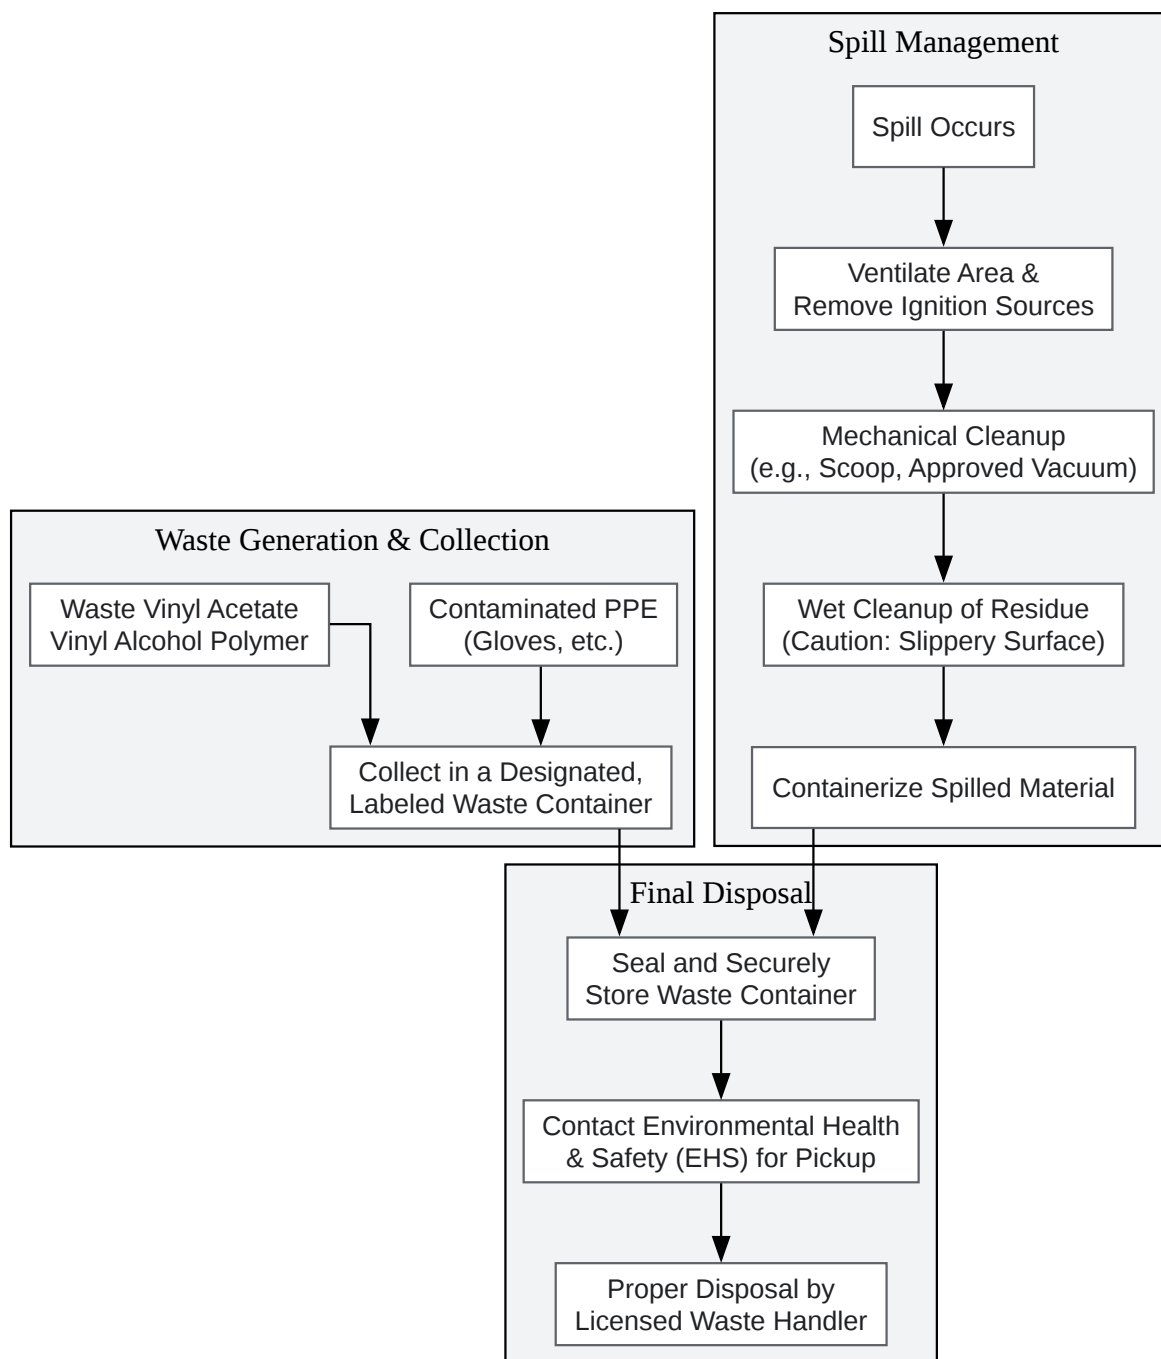 Spill Management
Spill Occurs
Ventilate Area &
Remove Ignition Sources
Mechanical Cleanup
(e.g., Scoop, Approved Vacuum)
Wet Cleanup of Residue
(Caution: Slippery Surface)
Containerize Spilled Material
Waste Generation & Collection
Waste Vinyl Acetate
Vinyl Alcohol Polymer
Contaminated PPE
(Gloves, etc.)
Collect in a Designated,
Labeled Waste Container
Final Disposal
Seal and Securely
Store Waste Container
Contact Environmental Health
& Safety (EHS) for Pickup
Proper Disposal by
Licensed Waste Handler